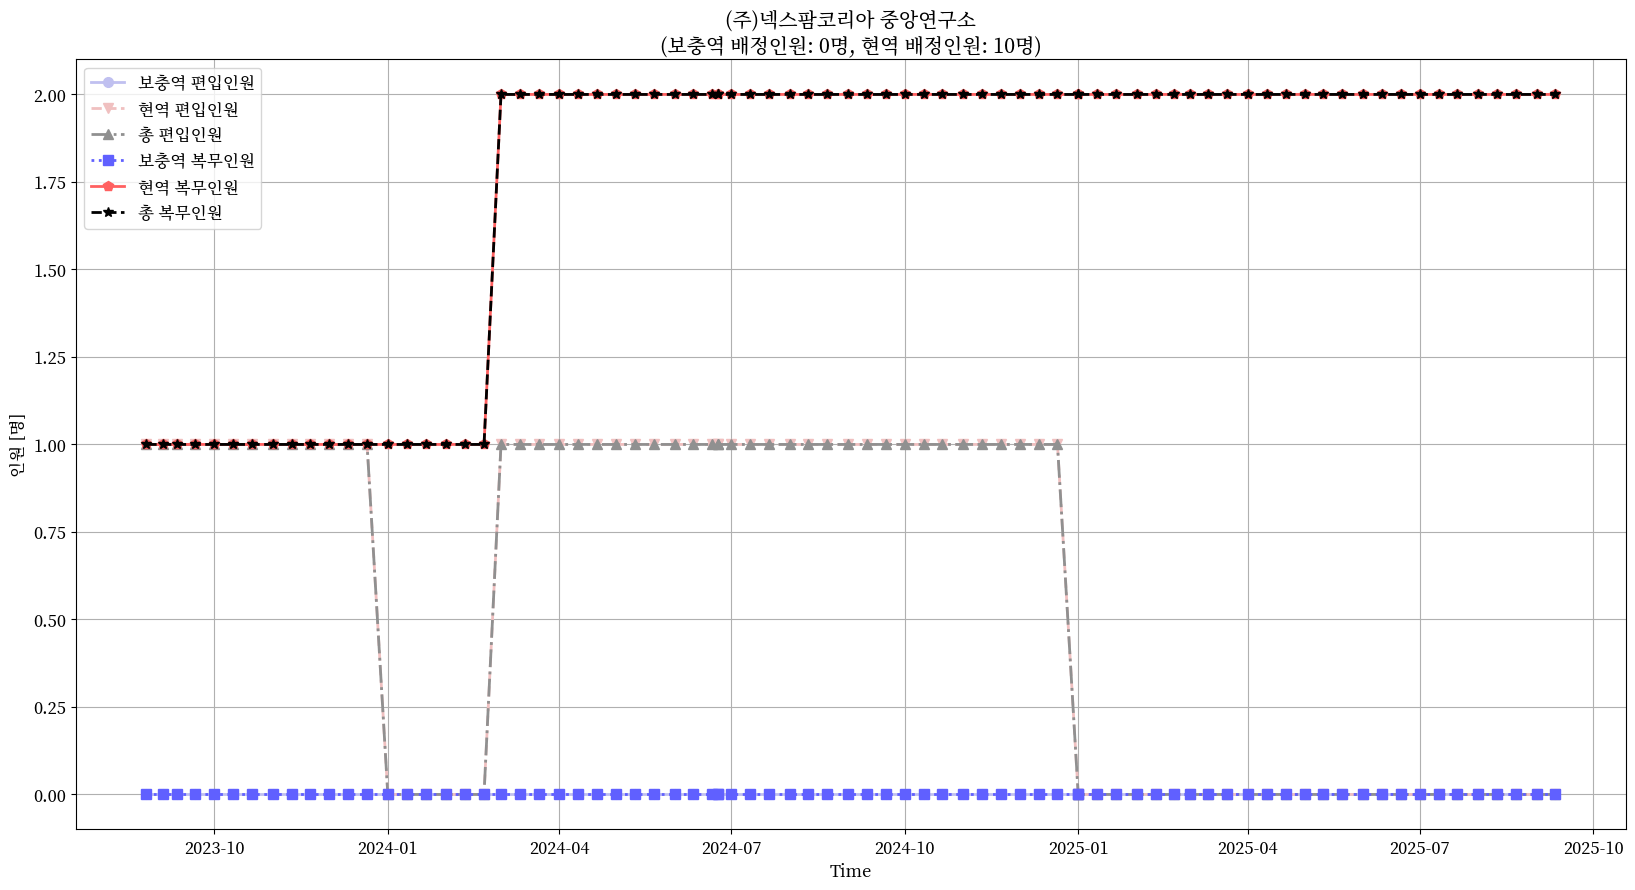 (주)넥스팜코리아 중앙연구소
(보충역 배정인원: 0명, 현역 배정인원: 10명)
보충역 편입인원
현역 편입인원
총 편입인원
보충역 복무인원
현역 복무인원
총 복무인원
2.00
1.75
1.50
1.25
1.00
0.75
0.50
0.25
0.00
인원 [명]
2023-10
2024-01
2024-04
2024-07
2024-10
2025-01
2025-04
2025-07
2025-10
Time